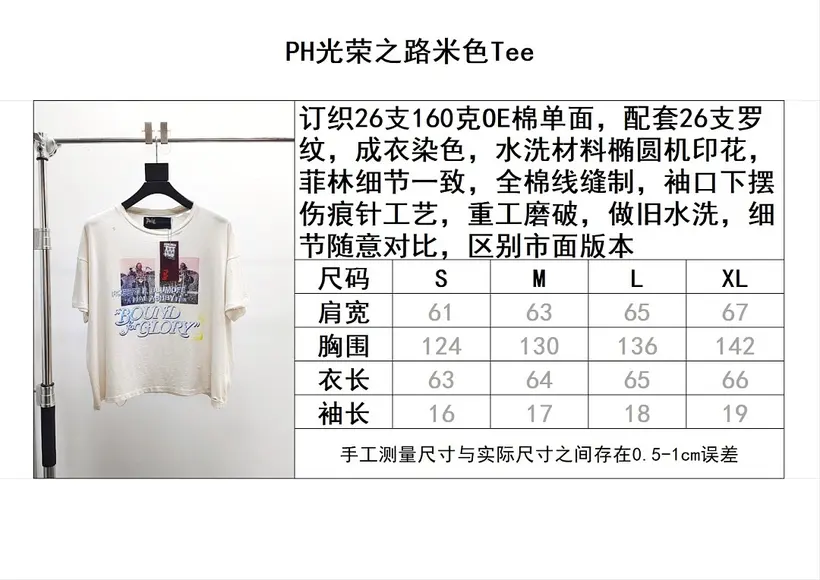 PH光荣之路米色Tee
订织26支160克OE棉单面，配套26支罗
纹，成衣染色，水洗材料椭圆机印花，
菲林细节一致，全棉线缝制，袖口下摆
伤痕针工艺，重工磨破，做旧水洗，细
节随意对比，区别市面版本
尺码 S M L XL
肩宽 61 63 65 67
胸围 124 130 136 142
衣长 63 64 65 66
袖长 16 17 18 19
手工测量尺寸与实际尺寸之间存在0.5-1cm误差
"BOUND
for GLORY"